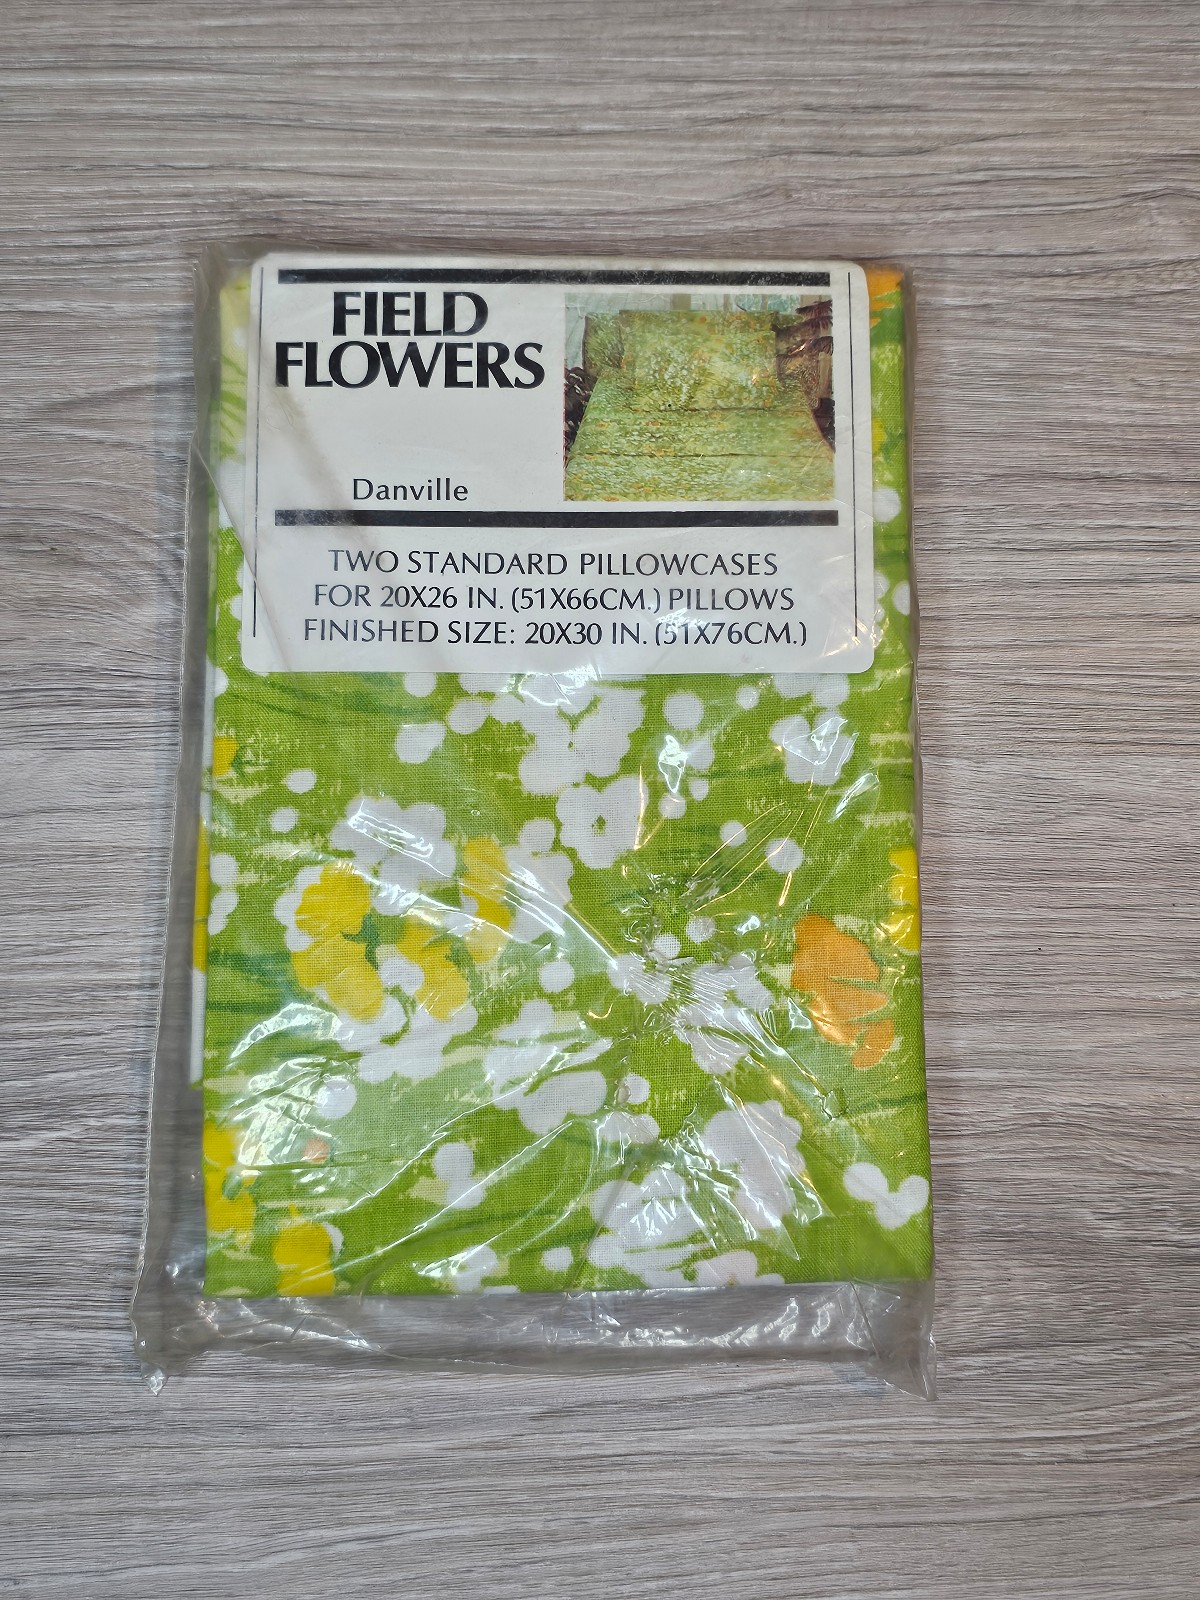 FIELD
FLOWERS
Danville
TWO STANDARD PILLOWCASES
FOR 20X26 IN. (51X66CM.) PILLOWS
FINISHED SIZE: 20X30 IN. (51X76CM.)